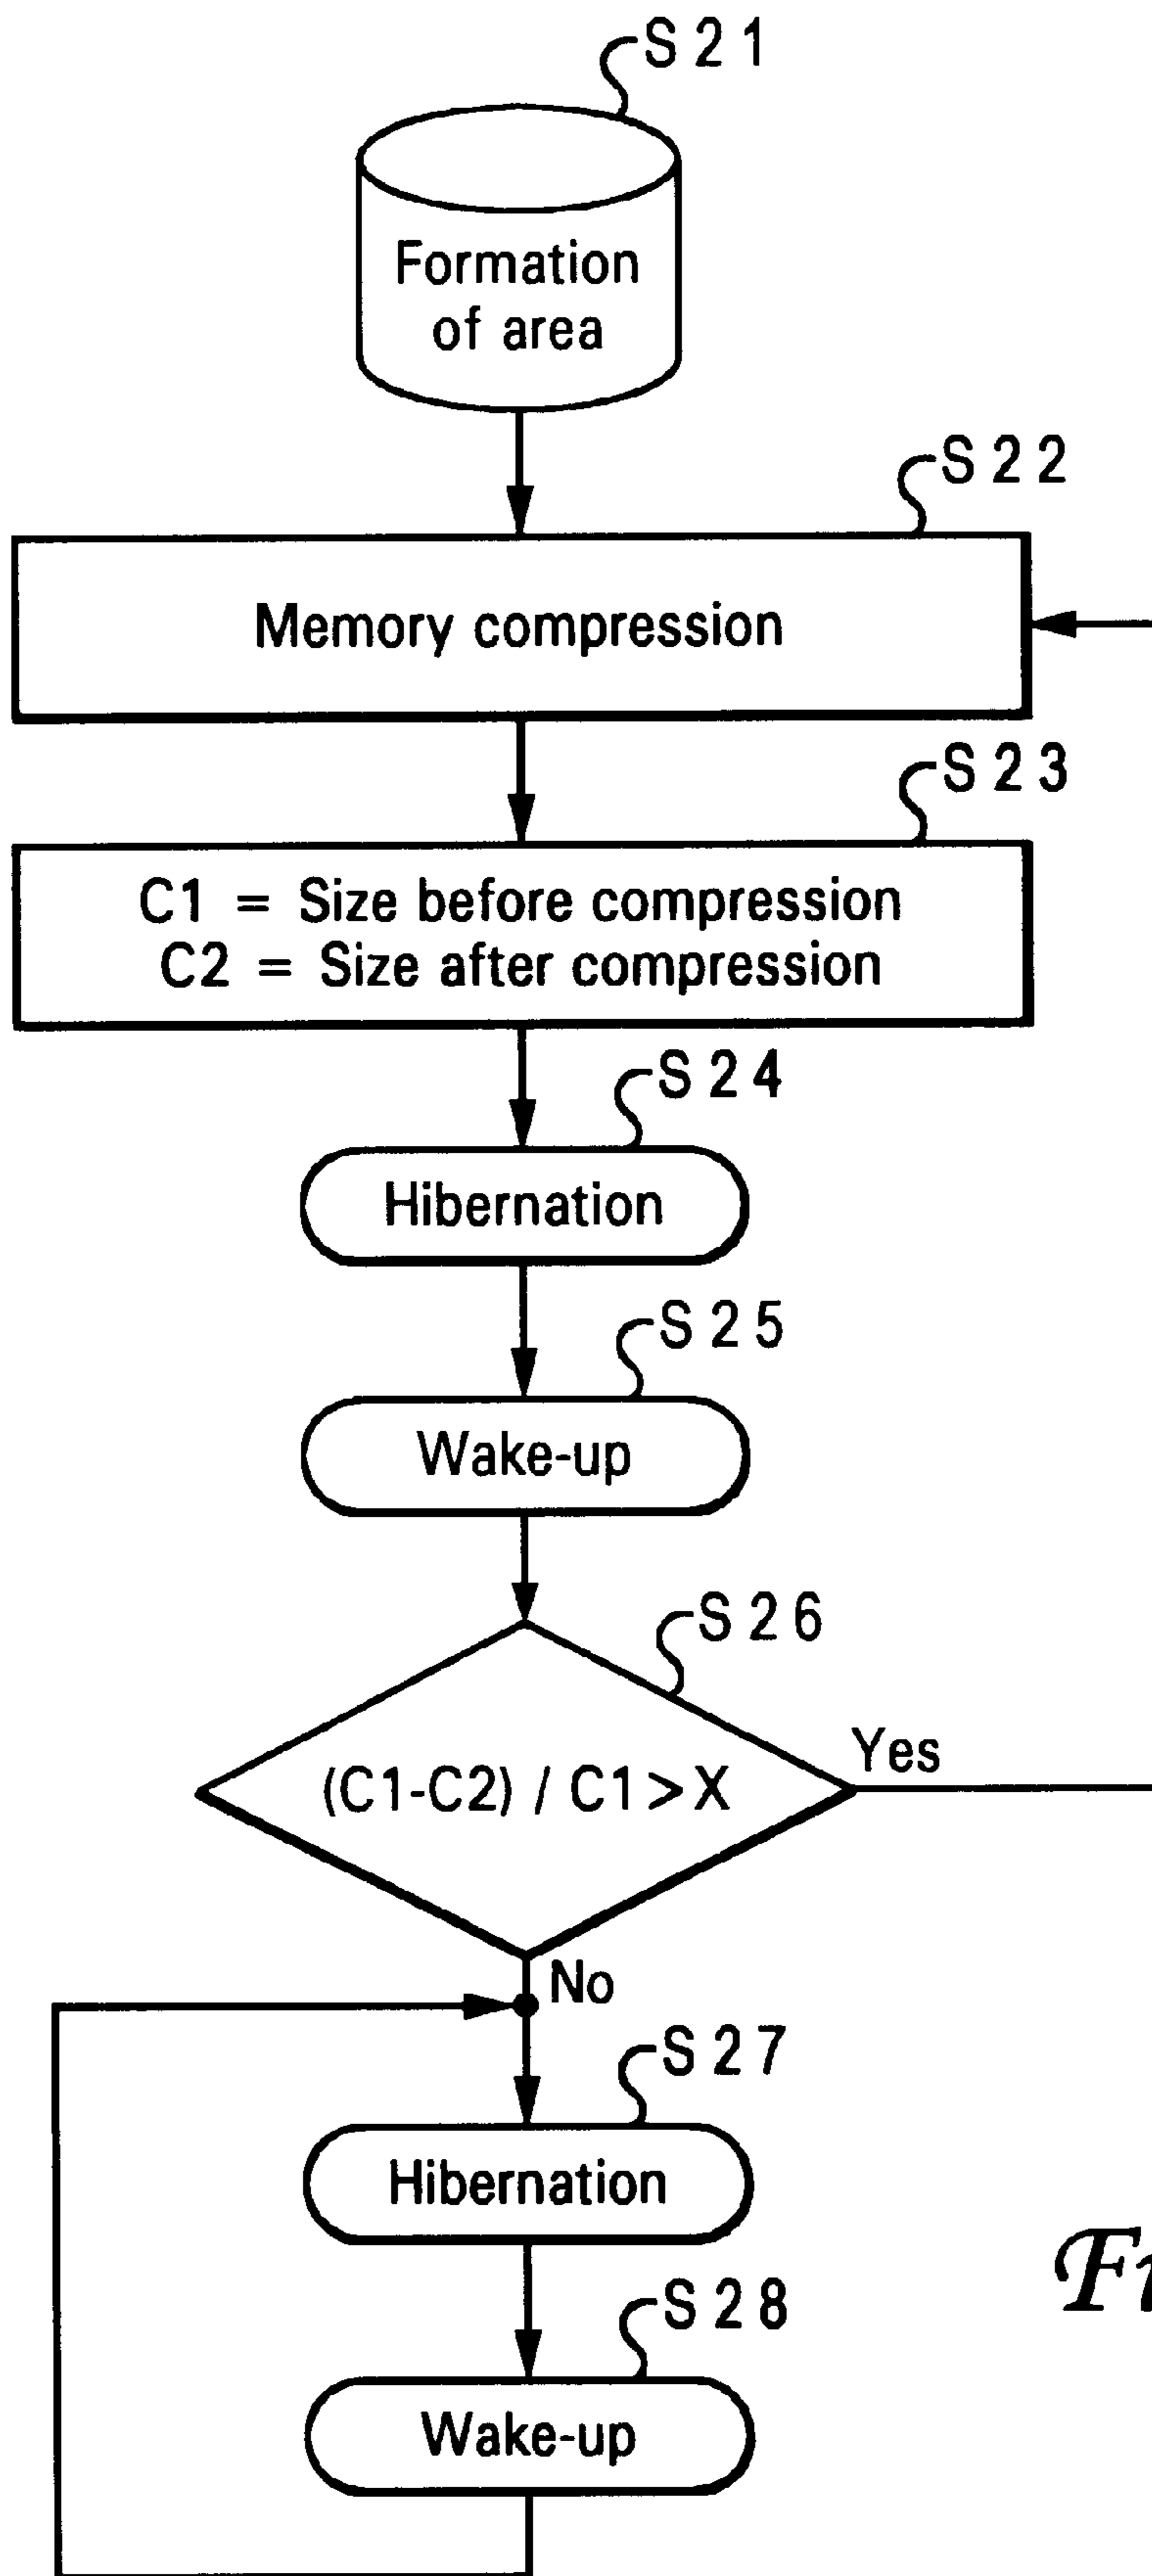 S21
Formation
of area
S22
Memory compression
S23
C1 = Size before compression
C2 = Size after compression
S24
Hibernation
S25
Wake-up
S26
(C1-C2) / C1>X
Yes
No
S27
Hibernation
S28
Wake-up